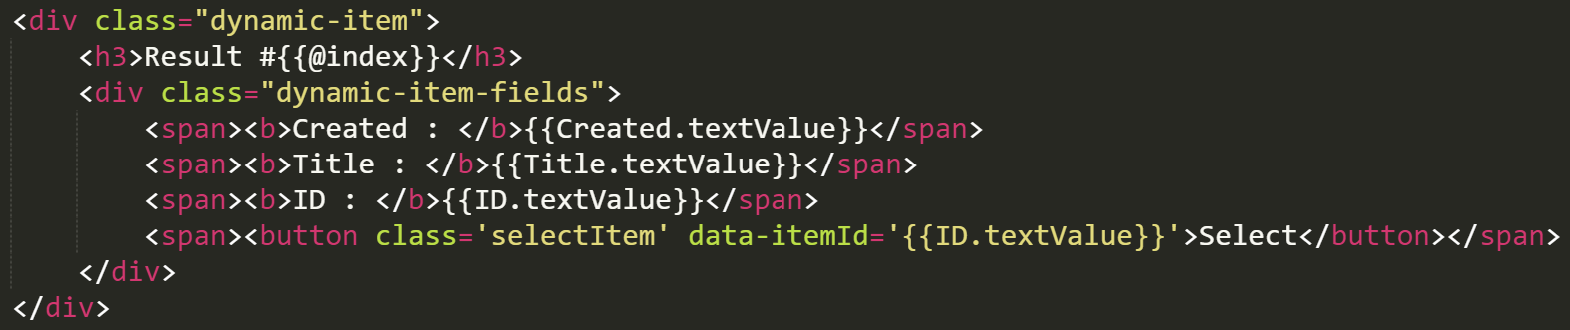 <div class="dynamic-item">
    <h3>Result #{{@index}}</h3>
    <div class="dynamic-item-fields">
        <span><b>Created : </b>{{Created.textValue}}</span>
        <span><b>Title : </b>{{Title.textValue}}</span>
        <span><b>ID : </b>{{ID.textValue}}</span>
        <span><button class='selectItem' data-itemId='{{ID.textValue}}'>Select</button></span>
    </div>
</div>